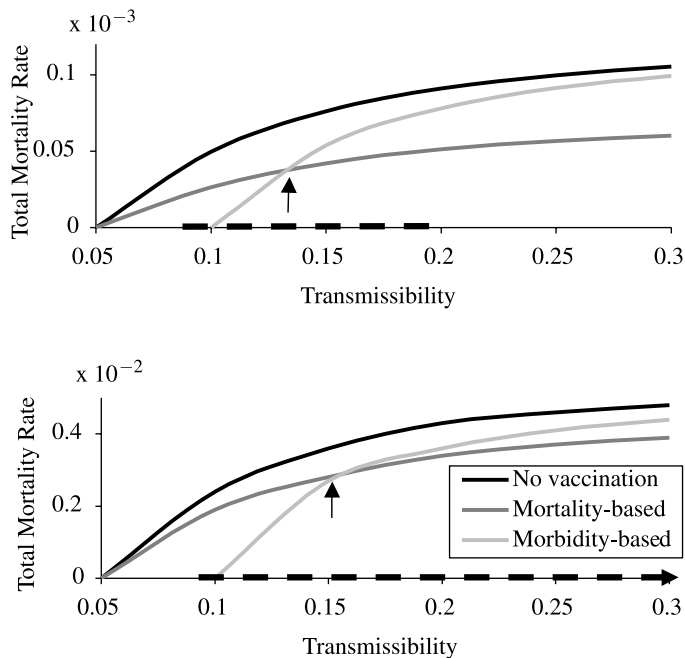 x 10⁻³
Total Mortality Rate
0.1
0.05
0
0.05 0.1 0.15 0.2 0.25 0.3
Transmissibility
x 10⁻²
Total Mortality Rate
0.4
0.2
0
No vaccination
Mortality-based
Morbidity-based
0.05 0.1 0.15 0.2 0.25 0.3
Transmissibility